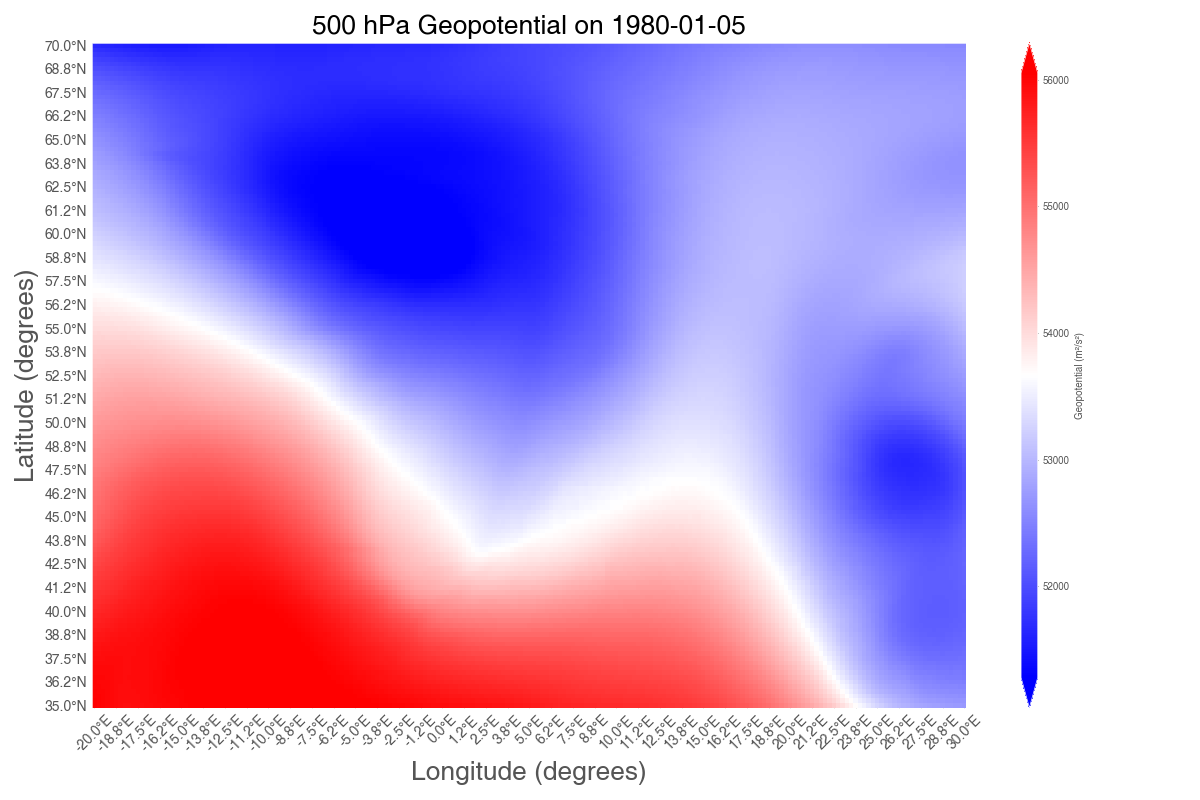 500 hPa Geopotential on 1980-01-05
70.0°N
68.8°N
67.5°N
66.2°N
65.0°N
63.8°N
62.5°N
61.2°N
60.0°N
58.8°N
57.5°N
56.2°N
55.0°N
53.8°N
52.5°N
51.2°N
50.0°N
48.8°N
47.5°N
46.2°N
45.0°N
43.8°N
42.5°N
41.2°N
40.0°N
38.8°N
37.5°N
36.2°N
35.0°N
Latitude (degrees)
-20.0°E
-18.8°E
-17.5°E
-16.2°E
-15.0°E
-13.8°E
-12.5°E
-11.2°E
-10.0°E
-8.8°E
-7.5°E
-6.2°E
-5.0°E
-3.8°E
-2.5°E
-1.2°E
0.0°E
1.2°E
2.5°E
3.8°E
5.0°E
6.2°E
7.5°E
8.8°E
10.0°E
11.2°E
12.5°E
13.8°E
15.0°E
16.2°E
17.5°E
18.8°E
20.0°E
21.2°E
22.5°E
23.8°E
25.0°E
26.2°E
27.5°E
28.8°E
30.0°E
Longitude (degrees)
56000
55000
54000
53000
52000
Geopotential (m²/s²)